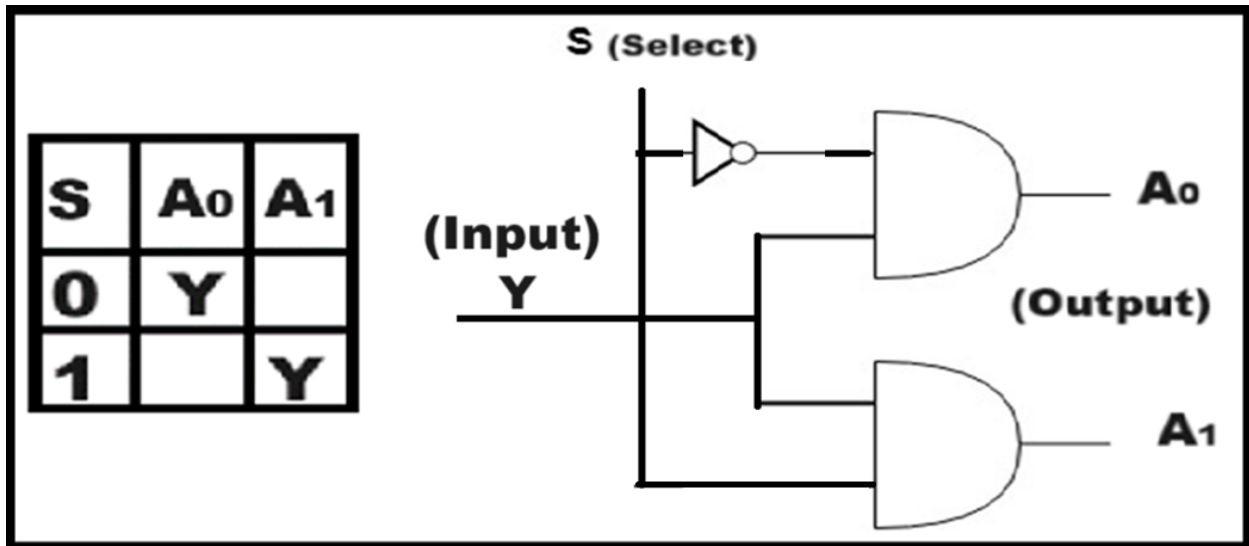 S (Select)
S A0 A1
0 Y
1 Y
(Input)
Y
A0
(Output)
A1